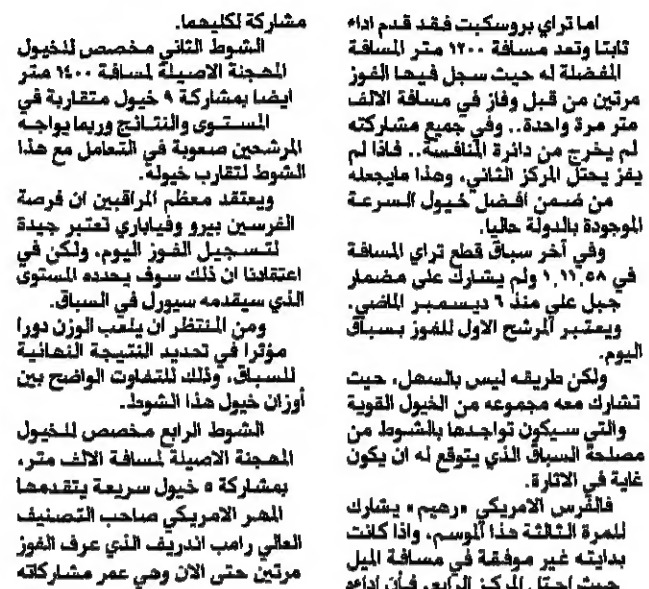 اما تراي بروسكيت فقد قدم اداء
ثابتا وتعد مسافة ١٢٠٠ متر المسافة
المفضلة له حيث سجل فيها الفوز
مرتين من قبل وفاز في مسافة الالف
متر مرة واحدة.. وفي جميع مشاركته
لم يخرج من دائرة المنافسة.. فاذا لم
يفز يحتل المركز الثاني، وهذا مايجعله
من ضمن افضل خيول السرعة
الموجودة بالدولة حاليا.
وفي آخر سباق قطع تراي المسافة
في ١,١١,٥٨ ولم يشارك على مضمار
جبل علي منذ ٦ ديسمبر الماضي.
ويعتبر المرشح الاول للفوز بسباق
اليوم.
ولكن طريقه ليس بالسهل، حيث
تشارك معه مجموعه من الخيول القوية
والتي سيكون تواجدها بالشوط من
مصلحة السباق الذي يتوقع له ان يكون
غاية في الاثارة.
فالفرس الامريكي «رهيم» يشارك
للمرة الثالثة هذا الموسم، واذا كانت
بدايته غير موفقة في مسافة الميل
حيث احتل المركز الرابع، فأن اداءه
مشاركة لكليهما.
الشوط الثاني مخصص للخيول
المهجنة الاصيلة لمسافة ١٤٠٠ متر
ايضا بمشاركة ٩ خيول متقاربة في
المستوى والنتائج وربما يواجه
المرشحين صعوبة في التعامل مع هذا
الشوط لتقارب خيوله.
ويعتقد معظم المراقبين ان فرصة
الفرسين بيرو وفياباري تعتبر جيدة
لتسجيل الفوز اليوم، ولكن في
اعتقادنا ان ذلك سوف يحدده المستوى
الذي سيقدمه سيورل في السباق.
ومن المنتظر ان يلعب الوزن دورا
مؤثرا في تحديد النتيجة النهائية
للسباق، وذلك للتفاوت الواضح بين
أوزان خيول هذا الشوط.
الشوط الرابع مخصص للخيول
المهجنة الاصيلة لمسافة الالف متر،
بمشاركة ٥ خيول سريعة يتقدمها
المهر الامريكي صاحب التصنيف
العالي رامب اندريف الذي عرف الفوز
مرتين حتى الان وهي عمر مشاركاته